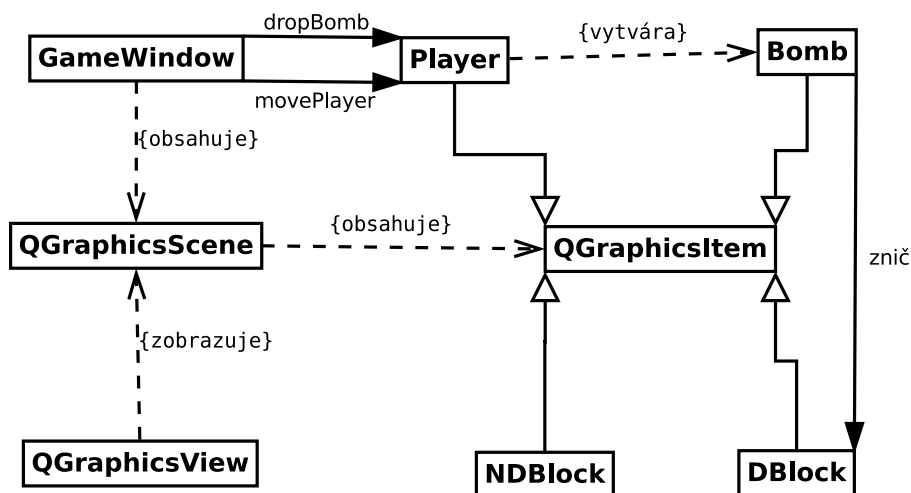 dropBomb
GameWindow
Player
{vytvára}
Bomb
movePlayer
{obsahuje}
QGraphicsScene
{obsahuje}
QGraphicsItem
znič
{zobrazuje}
QGraphicsView
NDBlock
DBlock